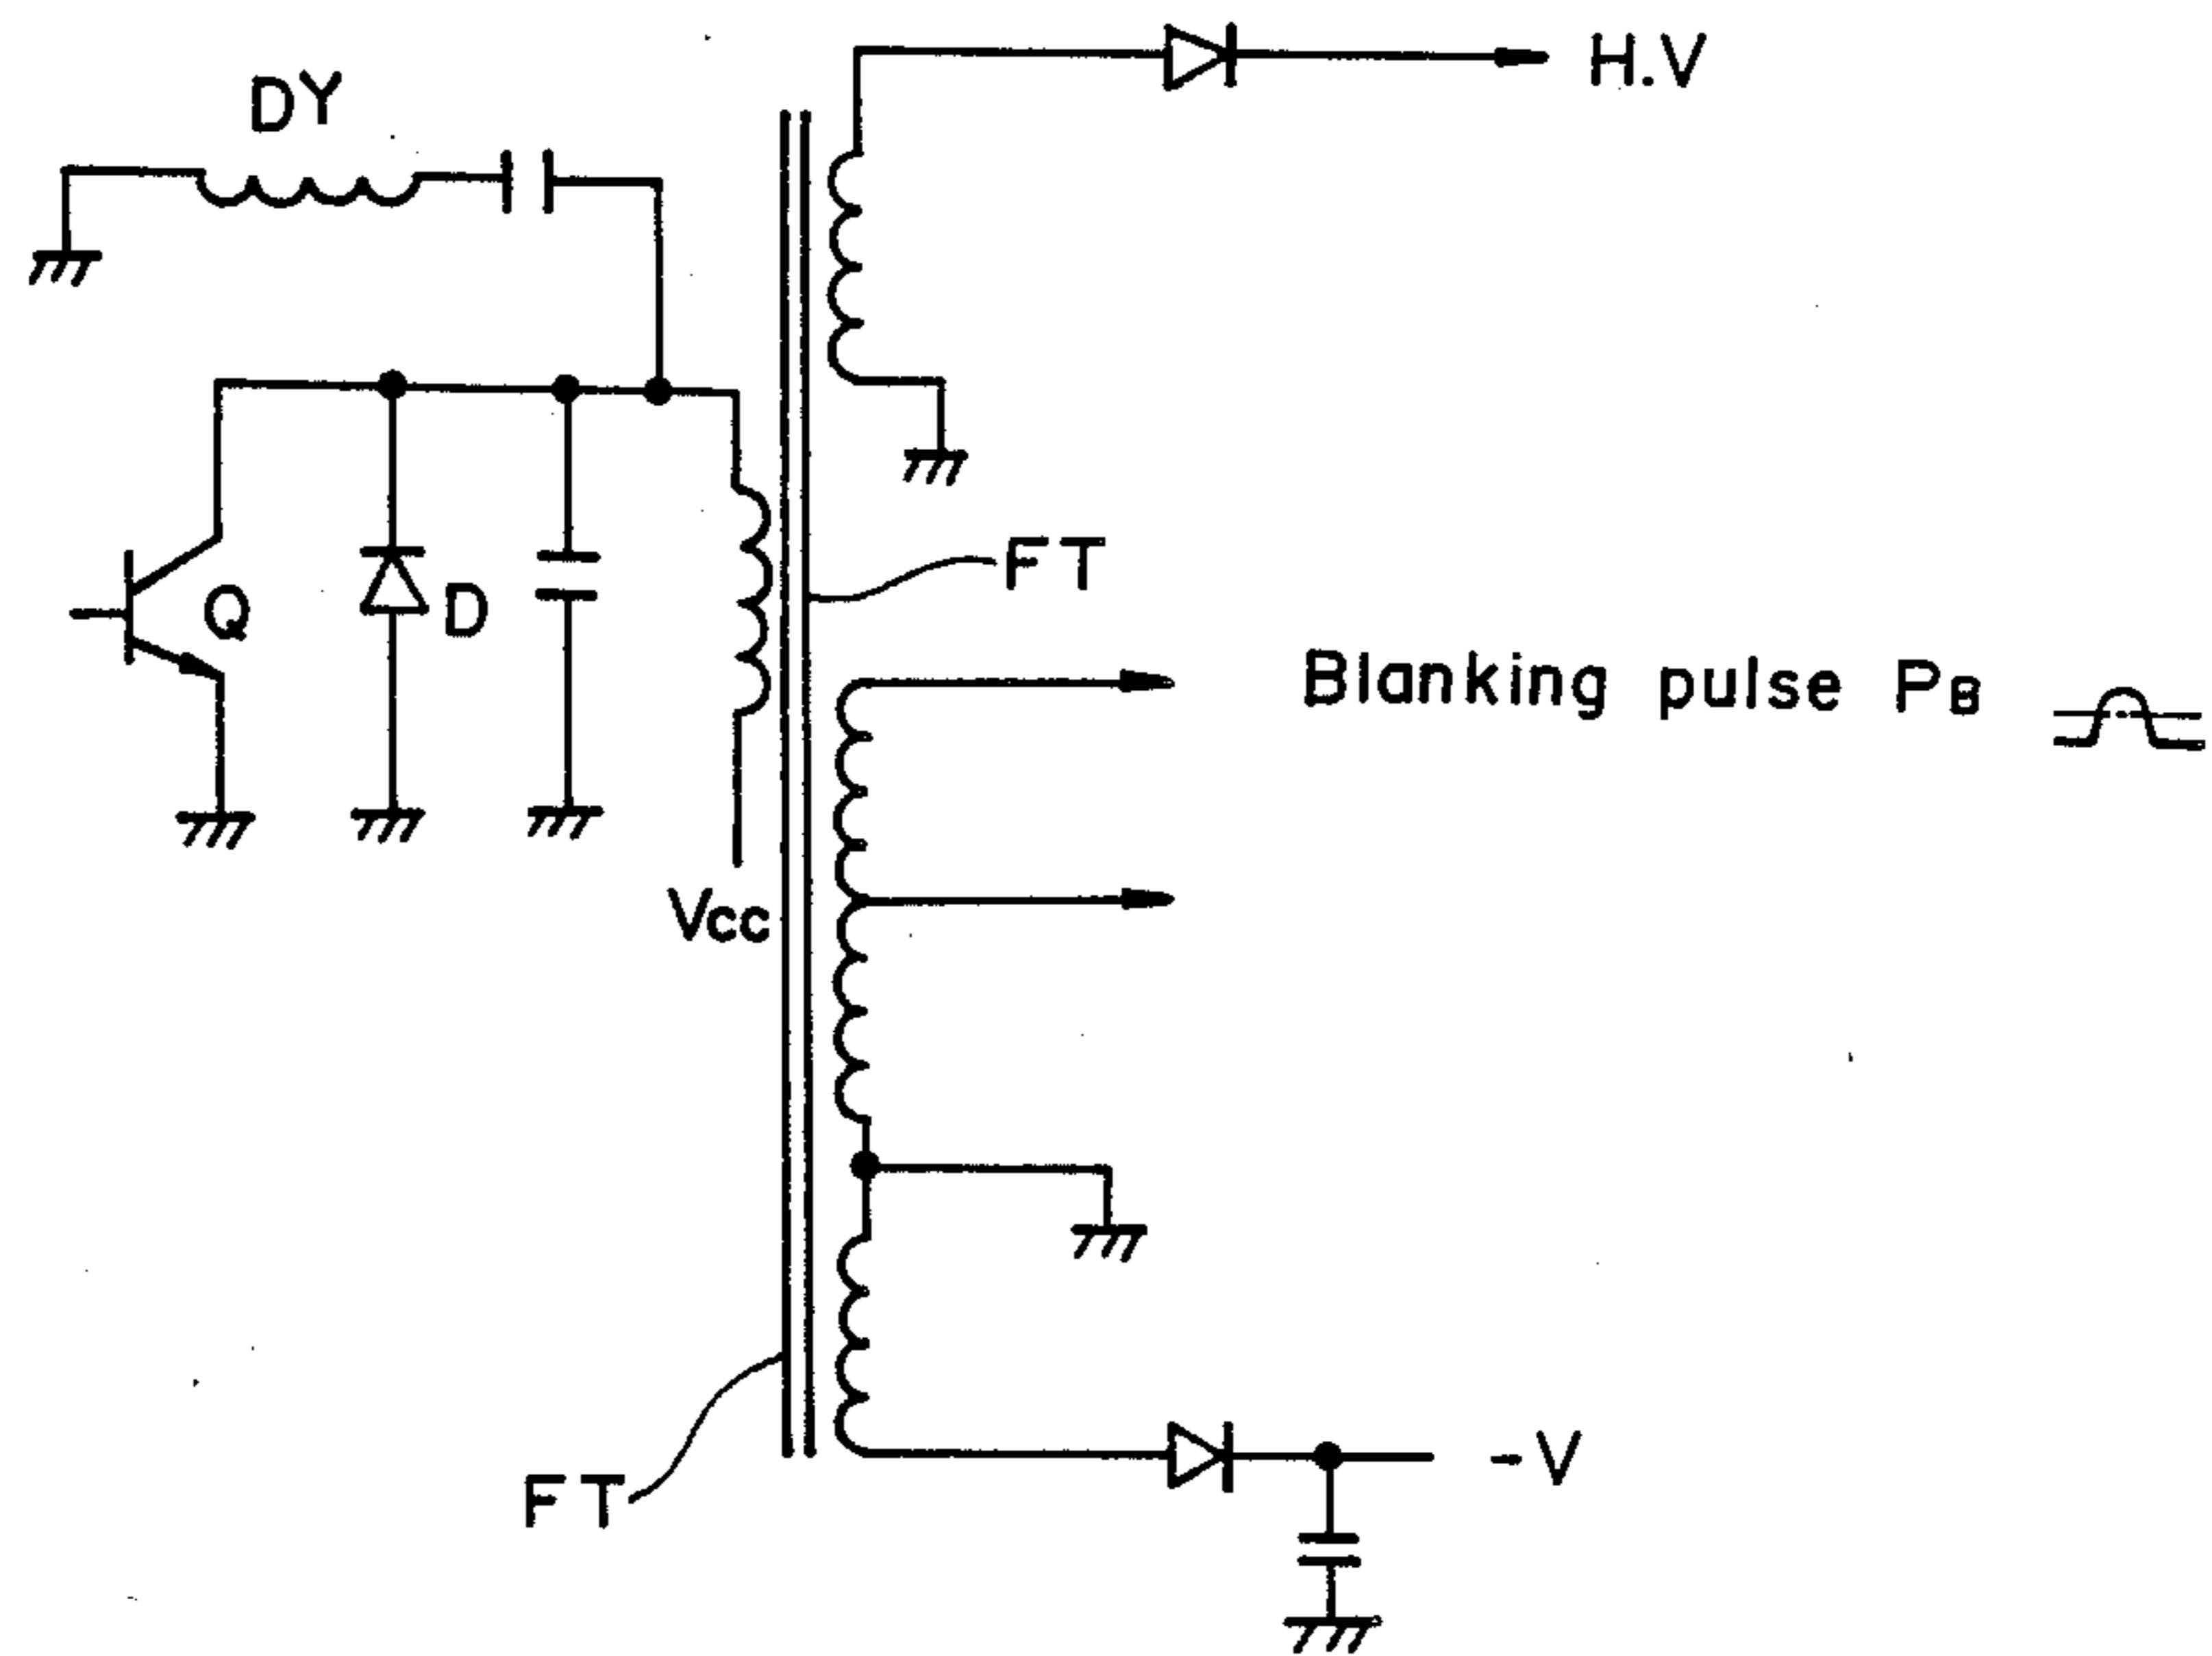 H.V
DY
FT
Q
D
Blanking pulse PB
Vcc
FT
-V